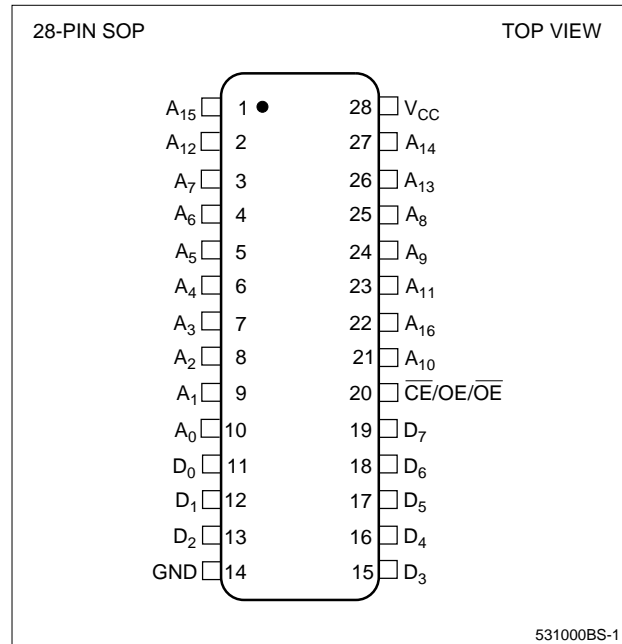 28-PIN SOP TOP VIEW
A15 1 28 VCC
A12 2 27 A14
A7 3 26 A13
A6 4 25 A8
A5 5 24 A9
A4 6 23 A11
A3 7 22 A16
A2 8 21 A10
A1 9 20 C̅E̅/OE/O̅E̅
A0 10 19 D7
D0 11 18 D6
D1 12 17 D5
D2 13 16 D4
GND 14 15 D3
531000BS-1